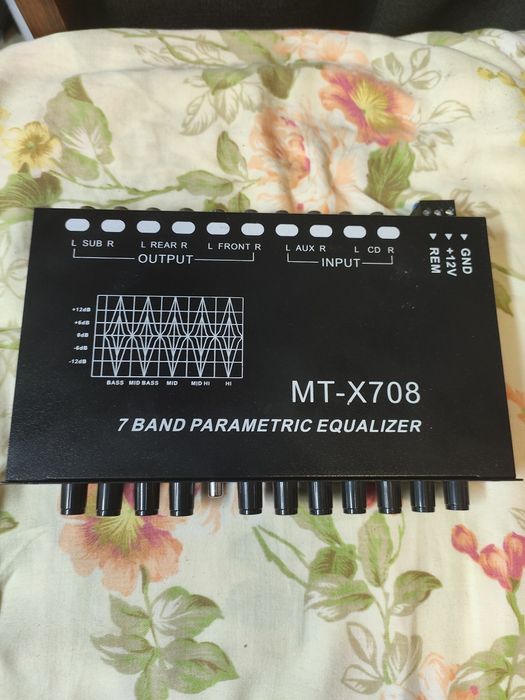 L SUB R L REAR R L FRONT R L AUX R L CD R
OUTPUT INPUT
GND
+12V
REM
+12dB
+6dB
0dB
-6dB
-12dB
BASS MID BASS MID MID HI HI
MT-X708
7 BAND PARAMETRIC EQUALIZER